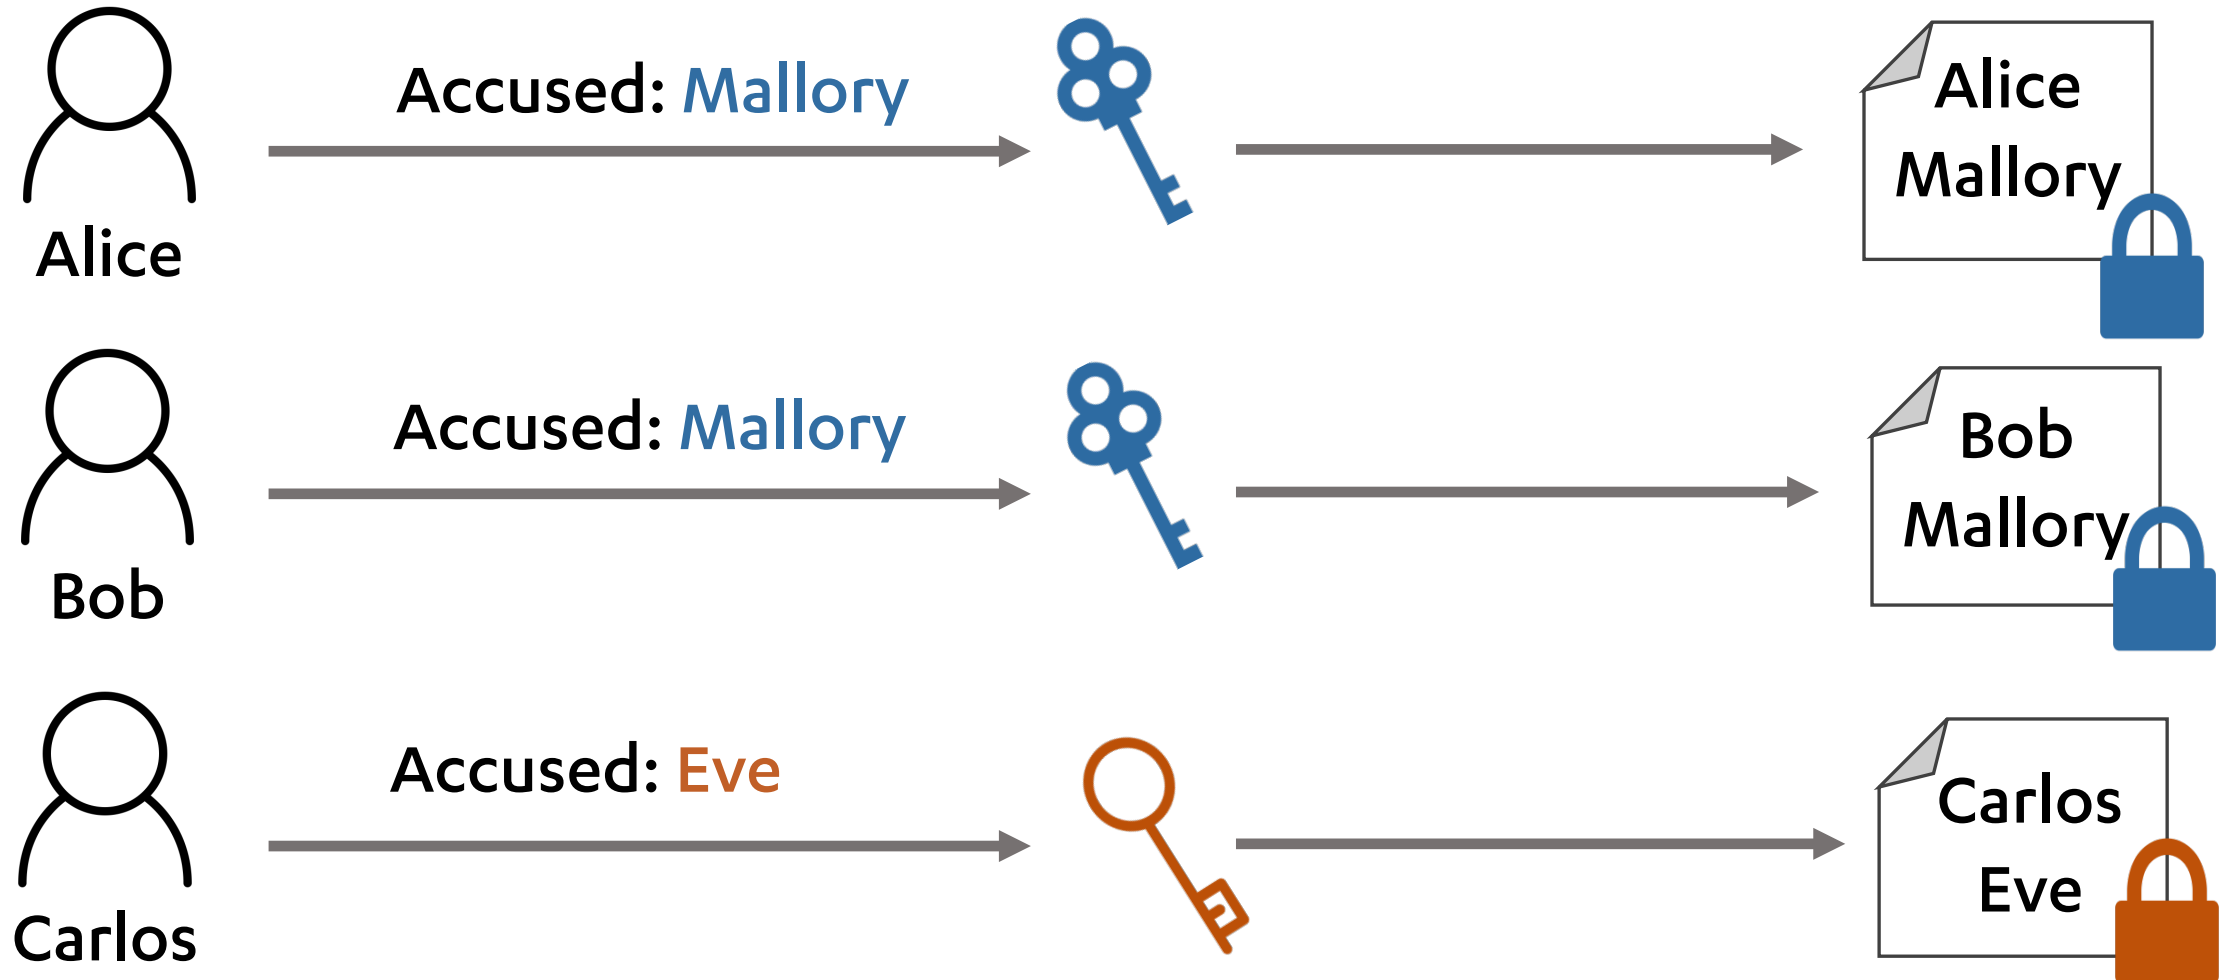 Accused: Mallory
Alice
Mallory
Alice
Accused: Mallory
Bob
Mallory
Bob
Accused: Eve
Carlos
Eve
Carlos